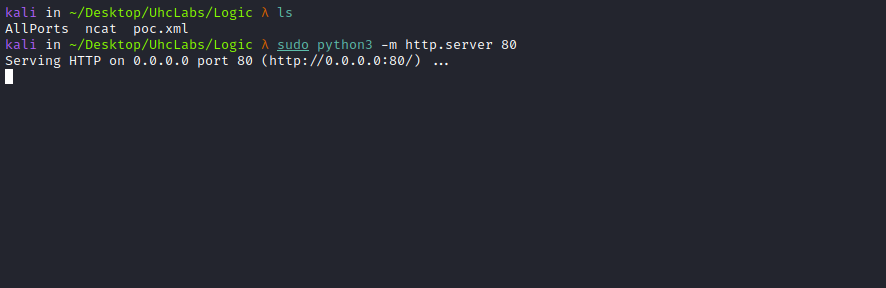 kali in ~/Desktop/UhcLabs/Logic λ ls
AllPorts  ncat  poc.xml
kali in ~/Desktop/UhcLabs/Logic λ sudo python3 -m http.server 80
Serving HTTP on 0.0.0.0 port 80 (http://0.0.0.0:80/) ...